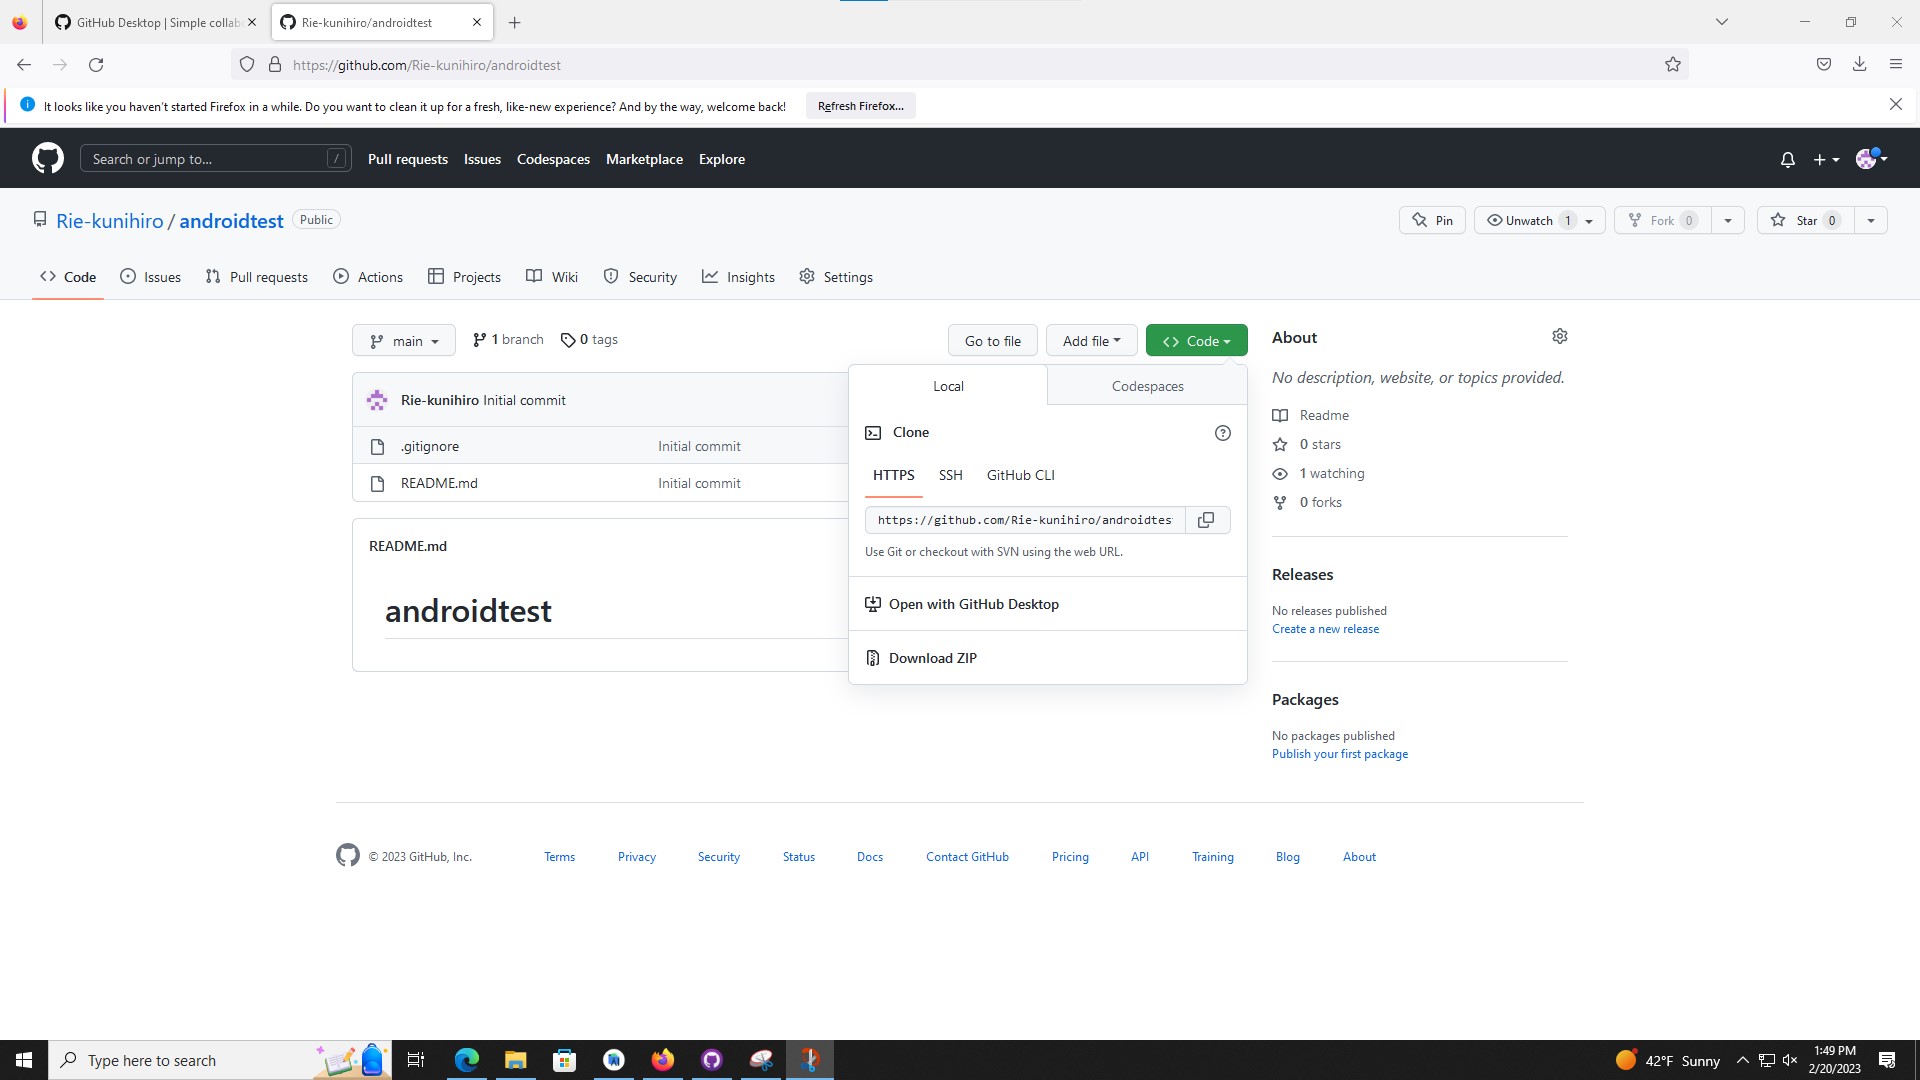 GitHub Desktop | Simple collab
Rie-kunihiro/androidtest
https://github.com/Rie-kunihiro/androidtest
It looks like you haven't started Firefox in a while. Do you want to clean it up for a fresh, like-new experience? And by the way, welcome back! Refresh Firefox...
Search or jump to... / Pull requests Issues Codespaces Marketplace Explore
Rie-kunihiro / androidtest Public
Pin Unwatch 1 Fork 0 Star 0
Code Issues Pull requests Actions Projects Wiki Security Insights Settings
main 1 branch 0 tags Go to file Add file Code
Local Codespaces
Clone
HTTPS SSH GitHub CLI
https://github.com/Rie-kunihiro/androidtes
Use Git or checkout with SVN using the web URL.
Open with GitHub Desktop
Download ZIP
Rie-kunihiro Initial commit
.gitignore Initial commit
README.md Initial commit
README.md
androidtest
About
No description, website, or topics provided.
Readme
0 stars
1 watching
0 forks
Releases
No releases published
Create a new release
Packages
No packages published
Publish your first package
© 2023 GitHub, Inc. Terms Privacy Security Status Docs Contact GitHub Pricing API Training Blog About
Type here to search
42°F Sunny
1:49 PM
2/20/2023